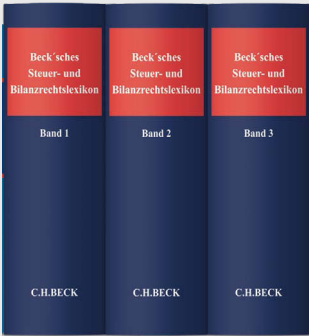 Beck´sches
Steuer- und
Bilanzrechtslexikon
Band 1
C.H.BECK
Beck´sches
Steuer- und
Bilanzrechtslexikon
Band 2
C.H.BECK
Beck´sches
Steuer- und
Bilanzrechtslexikon
Band 3
C.H.BECK